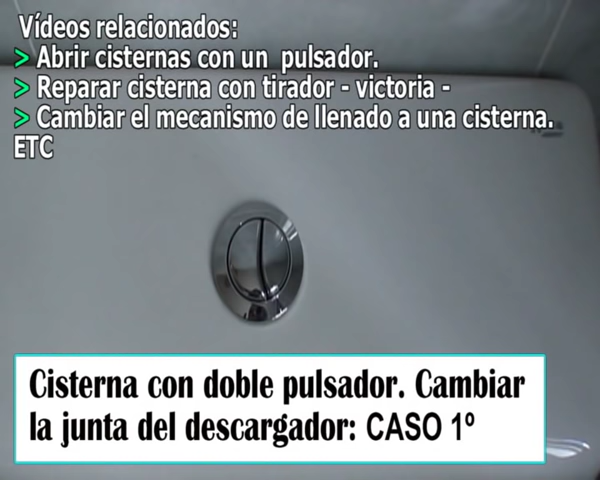 Vídeos relacionados:
> Abrir cisternas con un pulsador.
> Reparar cisterna con tirador - victoria -
> Cambiar el mecanismo de llenado a una cisterna.
ETC
Cisterna con doble pulsador. Cambiar
la junta del descargador: CASO 1º